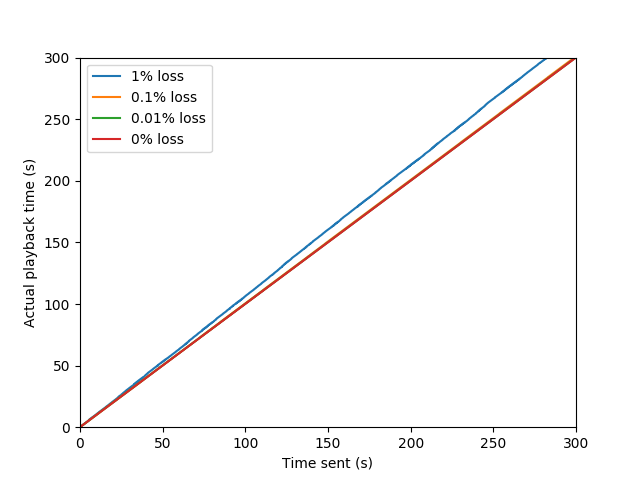 1% loss
0.1% loss
0.01% loss
0% loss
300
250
200
150
100
50
0
Actual playback time (s)
0 50 100 150 200 250 300
Time sent (s)